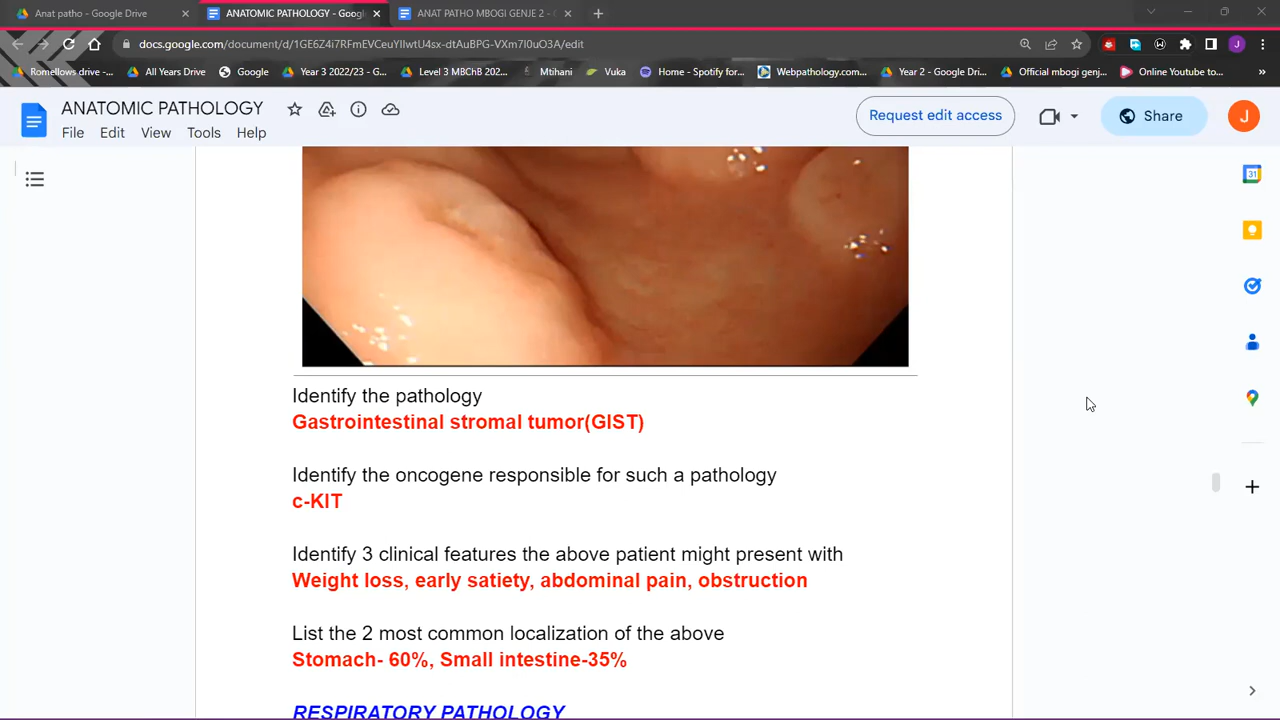 Anat patho - Google Drive
ANATOMIC PATHOLOGY - Googl
ANAT PATHO MBOGI GENJE 2 -
docs.google.com/document/d/1GE6Z4i7RFmEVCeuYIIwtU4sx-dtAuBPG-VXm7I0uO3A/edit
Romellows drive -...
All Years Drive
Google
Year 3 2022/23 - G...
Level 3 MBChB 202...
Mtihani
Vuka
Home - Spotify for...
Webpathology.com...
Year 2 - Google Dri...
Official mbogi genj...
Online Youtube to...
ANATOMIC PATHOLOGY
File Edit View Tools Help
Request edit access
Share
J
31
Identify the pathology
Gastrointestinal stromal tumor(GIST)
Identify the oncogene responsible for such a pathology
c-KIT
Identify 3 clinical features the above patient might present with
Weight loss, early satiety, abdominal pain, obstruction
List the 2 most common localization of the above
Stomach- 60%, Small intestine-35%
RESPIRATORY PATHOLOGY